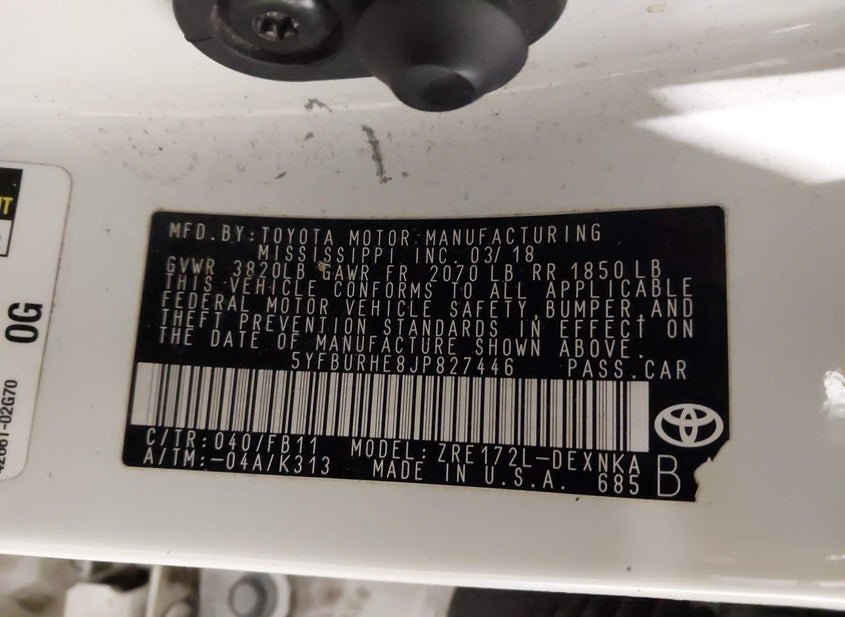 MFD.BY:TOYOTA MOTOR MANUFACTURING
MISSISSIPPI INC. 03/18
GVWR 3820LB GAWR FR 2070 LB RR 1850 LB
THIS VEHICLE CONFORMS TO ALL APPLICABLE
FEDERAL MOTOR VEHICLE SAFETY,BUMPER,AND
THEFT PREVENTION STANDARDS IN EFFECT ON
THE DATE OF MANUFACTURE SHOWN ABOVE.
5YFBURHE8JP827446 PASS.CAR
C/TR:040/FB11 MODEL:ZRE172L-DEXNKA
A/TM:-04A/K313 MADE IN U.S.A. 685 B
0G